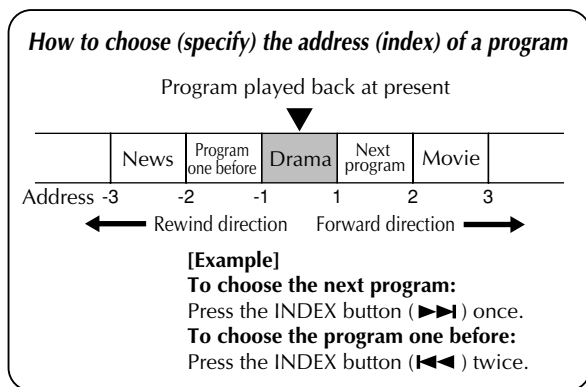 How to choose (specify) the address (index) of a program
Program played back at present
News
Program
one before
Drama
Next
program
Movie
Address -3 -2 -1 1 2 3
Rewind direction Forward direction
[Example]
To choose the next program:
Press the INDEX button (▶▶I) once.
To choose the program one before:
Press the INDEX button (I◀◀) twice.